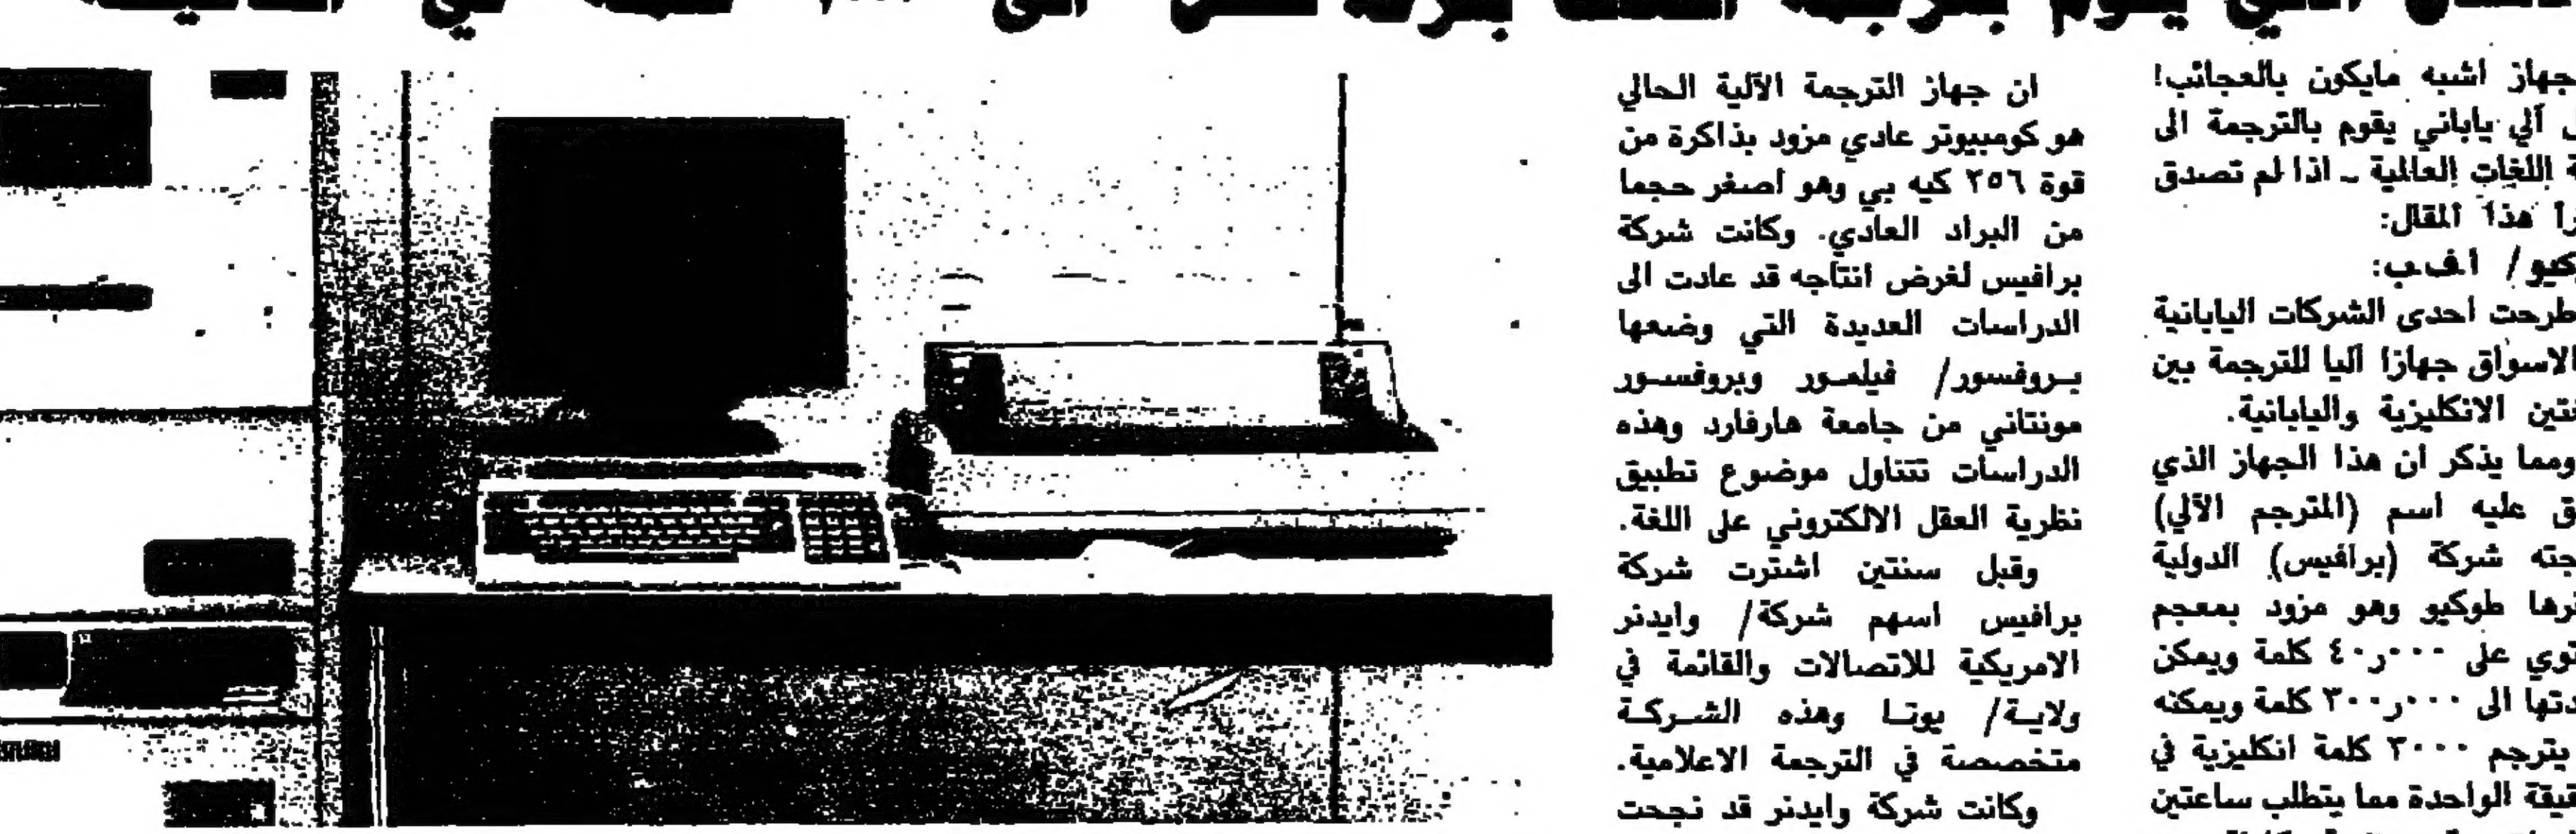 جهاز اشبه مايكون بالعجائب!
آلي ياباني يقوم بالترجمة الى
اللغات العالمية ـ اذا لم تصدق
هذا المقال:
ا.ف.ب:
طرحت احدى الشركات اليابانية
الاسواق جهازا آليا للترجمة بين
الانكليزية واليابانية.
ومما يذكر ان هذا الجهاز الذي
عليه اسم (المترجم الآلي)
شركة (برافيس) الدولية
طوكيو وهو مزود بمعجم
على ٤٠٫٠٠٠ كلمة ويمكن
الى ٢٠٠٫٠٠٠ كلمة ويمكنه
يترجم ٣٠٠٠ كلمة انكليزية في
الواحدة مما يتطلب ساعتين
ان جهاز الترجمة الآلية الحالي
هو كومبيوتر عادي مزود بذاكرة من
قوة ٢٥٦ كيه بي وهو اصغر حجما
من البراد العادي. وكانت شركة
برافيس لغرض انتاجه قد عادت الى
الدراسات العديدة التي وضعها
بروفسور/ فيلمور وبروفسور
مونتاني من جامعة هارفارد وهذه
الدراسات تتناول موضوع تطبيق
نظرية العقل الالكتروني على اللغة.
وقبل سنتين اشترت شركة
برافيس اسهم شركة/ وايدنر
الامريكية للاتصالات والقائمة في
ولاية/ يوتا وهذه الشركة
متخصصة في الترجمة الاعلامية.
وكانت شركة وايدنر قد نجحت